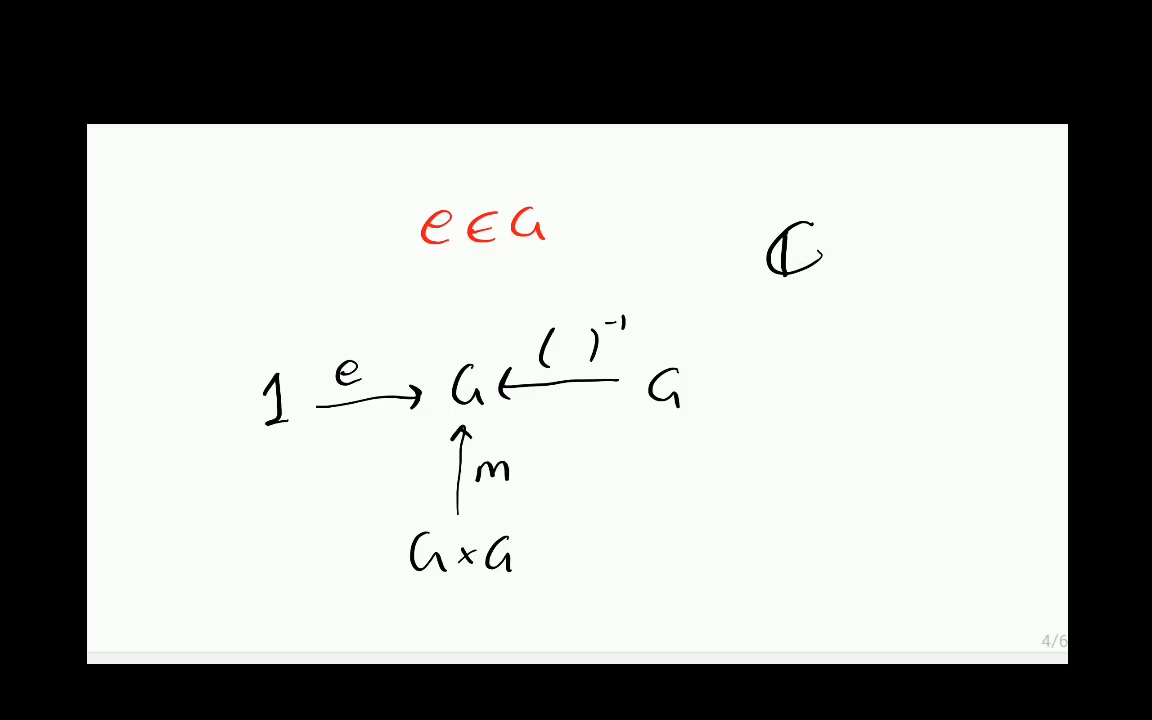 e ∈ G
ℂ
1 e G ( )⁻¹ G
m
G × G
4/6